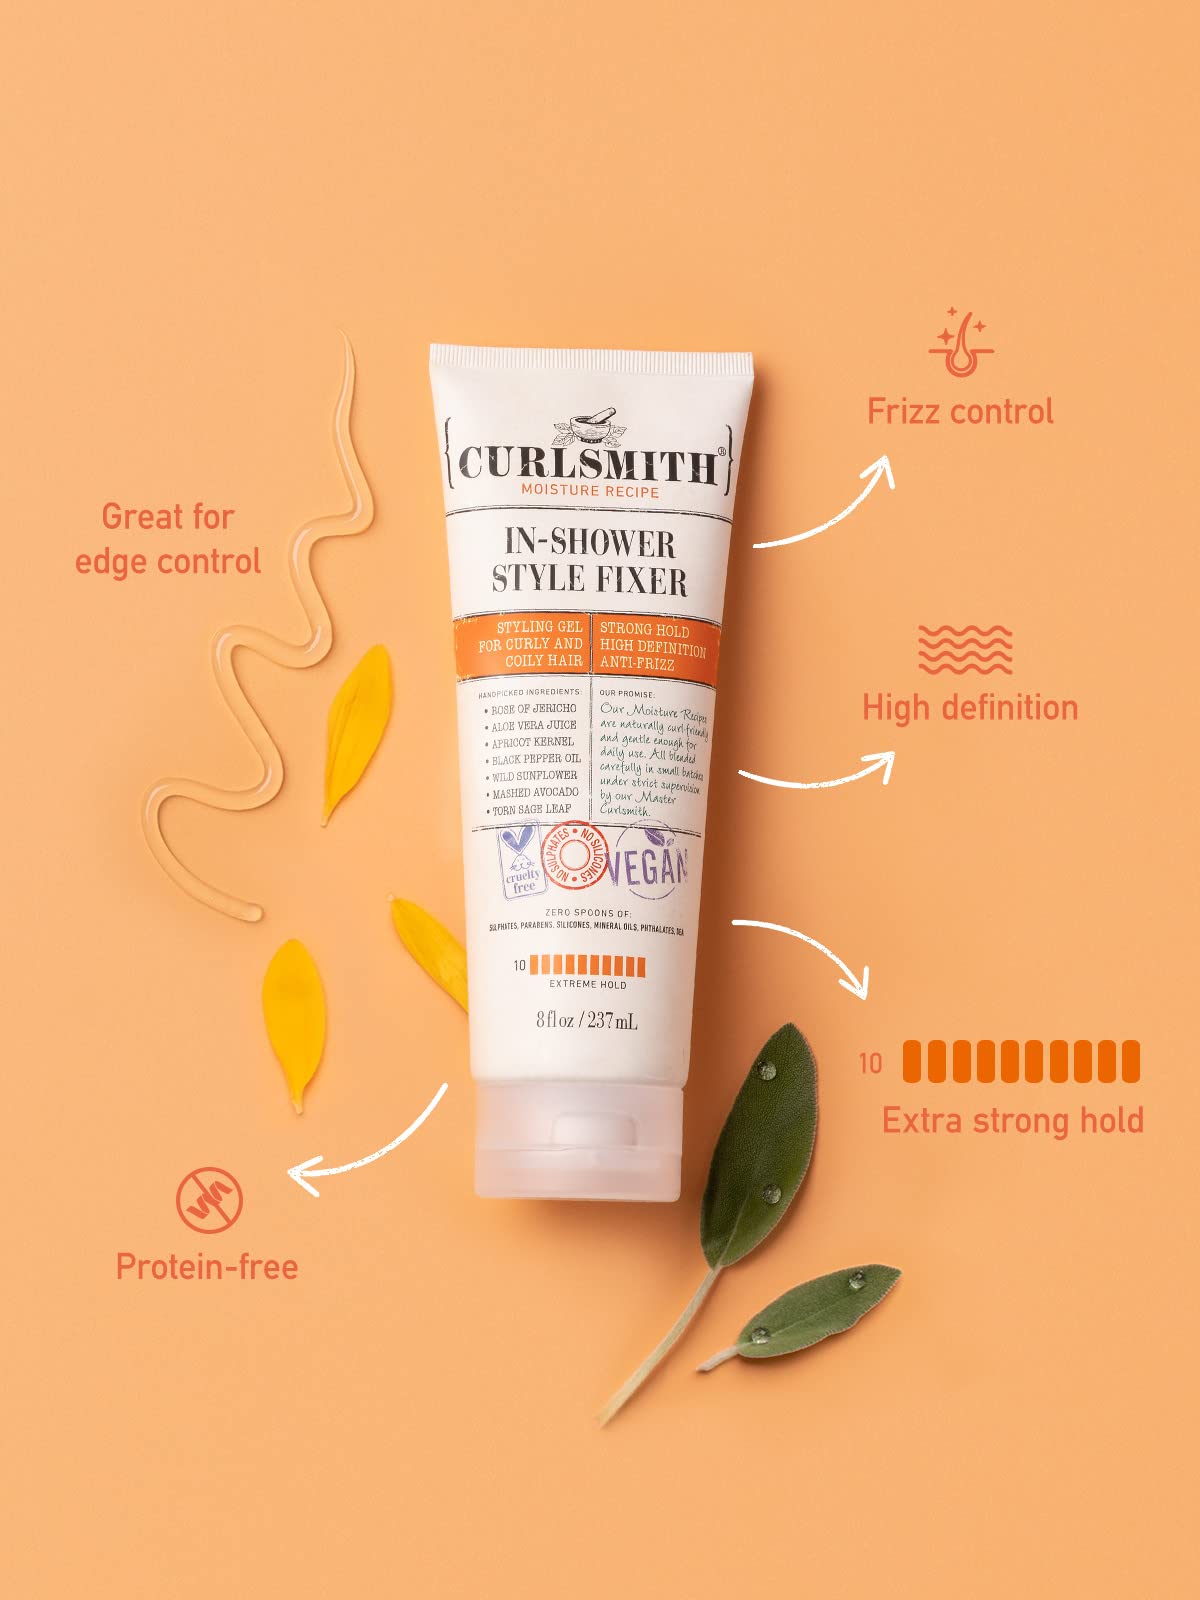 Frizz control
CURLSMITH®
MOISTURE RECIPE
Great for
edge control
IN-SHOWER
STYLE FIXER
STYLING GEL
FOR CURLY AND
COILY HAIR
STRONG HOLD
HIGH DEFINITION
ANTI-FRIZZ
High definition
HANDPICKED INGREDIENTS:
• ROSE OF JERICHO
• ALOE VERA JUICE
• APRICOT KERNEL
• BLACK PEPPER OIL
• WILD SUNFLOWER
• MASHED AVOCADO
• TORN SAGE LEAF
OUR PROMISE:
Our Moisture Recipes
are naturally curl-friendly
and gentle enough for
daily use. All blended
carefully in small batches
under strict supervision
by our Master
Curlsmith.
cruelty
free
NO SULPHATES • NO SILICONES •
VEGAN
ZERO SPOONS OF:
SULPHATES, PARABENS, SILICONES, MINERAL OILS, PHTHALATES, DEA
10
EXTREME HOLD
8fl oz / 237 mL
10
Extra strong hold
Protein-free